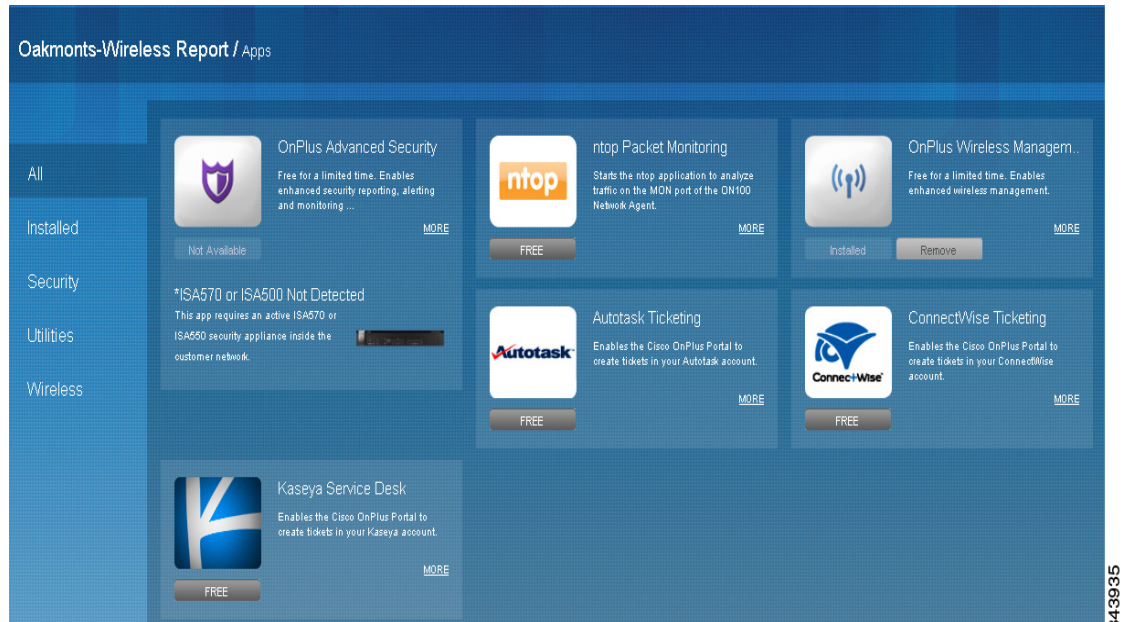 Oakmonts-Wireless Report / Apps
All
Installed
Security
Utilities
Wireless
OnPlus Advanced Security
Free for a limited time. Enables
enhanced security reporting, alerting
and monitoring ...
MORE
Not Available
*ISA570 or ISA500 Not Detected
This app requires an active ISA570 or
ISA550 security appliance inside the
customer network.
ntop
ntop Packet Monitoring
Starts the ntop application to analyze
traffic on the MON port of the ON100
Network Agent.
MORE
FREE
OnPlus Wireless Managem..
Free for a limited time. Enables
enhanced wireless management.
MORE
Installed
Remove
Autotask
Autotask Ticketing
Enables the Cisco OnPlus Portal to
create tickets in your Autotask account.
MORE
FREE
ConnectWise
ConnectWise Ticketing
Enables the Cisco OnPlus Portal to
create tickets in your ConnectWise
account.
MORE
FREE
Kaseya Service Desk
Enables the Cisco OnPlus Portal to
create tickets in your Kaseya account.
MORE
FREE
343935